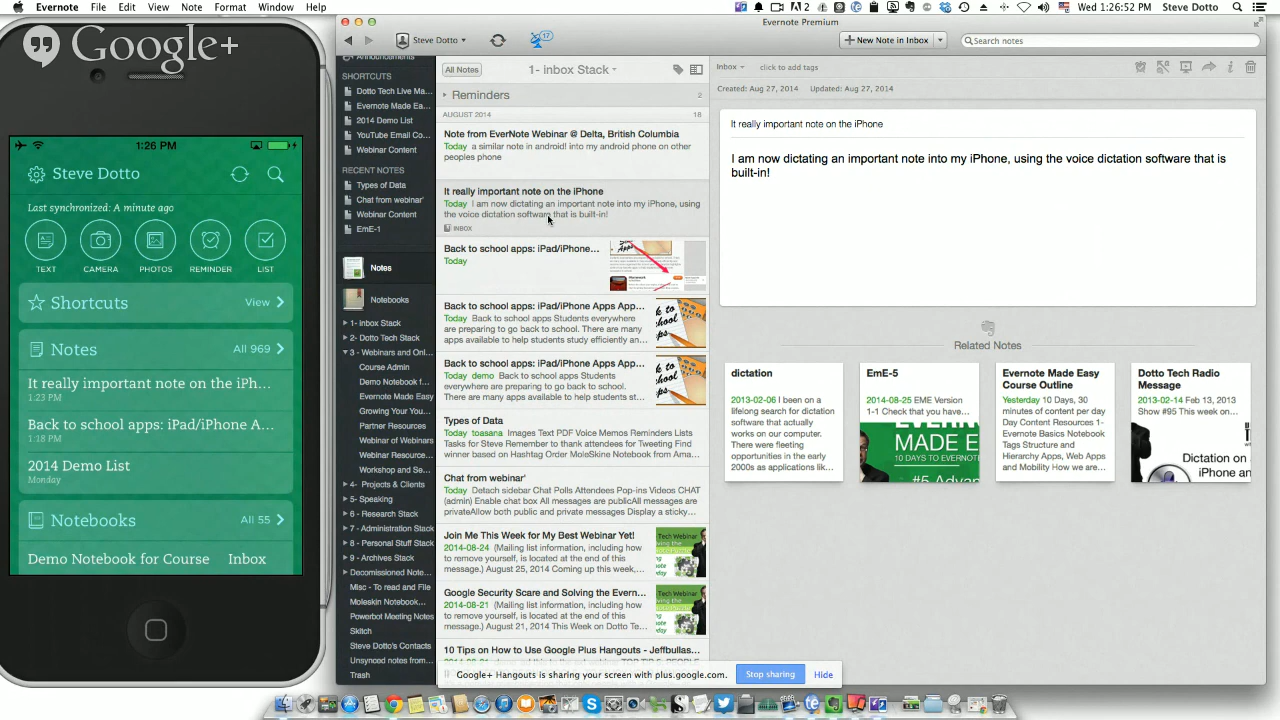 Evernote File Edit View Note Format Window Help
2
Wed 1:26:52 PM Steve Dotto
Google+
1:26 PM
Steve Dotto
Last synchronized: A minute ago
TEXT CAMERA PHOTOS REMINDER LIST
Shortcuts View
Notes All 969
It really important note on the iPh...
1:23 PM
Back to school apps: iPad/iPhone A...
1:18 PM
2014 Demo List
Monday
Notebooks All 55
Demo Notebook for Course Inbox
Evernote Premium
Steve Dotto 17 New Note in Inbox Search notes
Announcements
SHORTCUTS
Dotto Tech Live Ma...
Evernote Made Ea...
2014 Demo List
YouTube Email Co...
Webinar Content
RECENT NOTES
Types of Data
Chat from webinar'
Webinar Content
EmE-1
Notes
Notebooks
1- Inbox Stack
2- Dotto Tech Stack
3 - Webinars and Onl...
Course Admin
Demo Notebook f...
Evernote Made Easy
Growing Your You...
Partner Resources
Webinar of Webinars
Webinar Resource...
Workshop and Se...
4- Projects & Clients
5- Speaking
6 - Research Stack
7 - Administration Stack
8 - Personal Stack
9 - Archives Stack
Decomissioned Note...
Misc - To read and File
Moleskin Notebook...
Powerbot Meeting Notes
Skitch
Steve Dotto's Contacts
Unsynced notes from...
Trash
All Notes 1- inbox Stack
Reminders 2
AUGUST 2014 18
Note from EverNote Webinar @ Delta, British Columbia
Today a similar note in android! into my android phone on other
peoples phone
It really important note on the iPhone
Today I am now dictating an important note into my iPhone, using
the voice dictation software that is built-in!
INBOX
Back to school apps: iPad/iPhone...
Today
Back to school apps: iPad/iPhone Apps App...
Today Back to school apps Students
everywhere are preparing to go back to
school. There are many
apps available to help students study efficiently an...
Back to school apps: iPad/iPhone Apps App...
Today demo Back to school apps Students
everywhere are preparing to go back to
school. There are many
apps available to help students...
Types of Data
Today toasana Images Text PDF Voice Memos Reminders Lists
Tasks for Steve Remember to thank attendees for Tweeting Find
winner based on Hashtag Order MoleSkine Notebook from Ama...
Chat from webinar'
Today Detach sidebar Chat Polls Attendees Pop-ins Videos CHAT
(admin) Enable chat box All messages are publicAll messages are
privateAllow both public and private messages Display a sticky...
Join Me This Week for My Best Webinar Yet!
2014-08-24 (Mailing list information, including how
to remove yourself, is located at the end of this
message.) August 25, 2014 Coming up this week,...
Google Security Scare and Solving the Evern...
2014-08-21 (Mailing list information, including how
to remove yourself, is located at the end of this
message.) August 21, 2014 This Week on Dotto Te...
10 Tips on How to Use Google Plus Hangouts - Jeffbullas...
Inbox click to add tags
Created: Aug 27, 2014 Updated: Aug 27, 2014
It really important note on the iPhone
I am now dictating an important note into my iPhone, using the voice dictation software that is
built-in!
Related Notes
dictation
2013-02-06 I been on a
lifelong search for dictation
software that actually
works on our computer.
There were fleeting
opportunities in the early
2000s as applications like...
EmE-5
2014-08-25 EME Version
1-1 Check that you have...
MADE E
10 DAYS TO EVERNOTE
#5 Advan
Evernote Made Easy
Course Outline
Yesterday 10 Days, 30
minutes of content per
day Content Resources 1-
Evernote Basics Notebook
Tags Structure and
Hierarchy Apps, Web Apps
and Mobility How we are...
Dotto Tech Radio
Message
2013-02-14 Feb 13, 2013
Show #95 This week on...
Dictation on
iPhone an
Google+ Hangouts is sharing your screen with plus.google.com. Stop sharing Hide